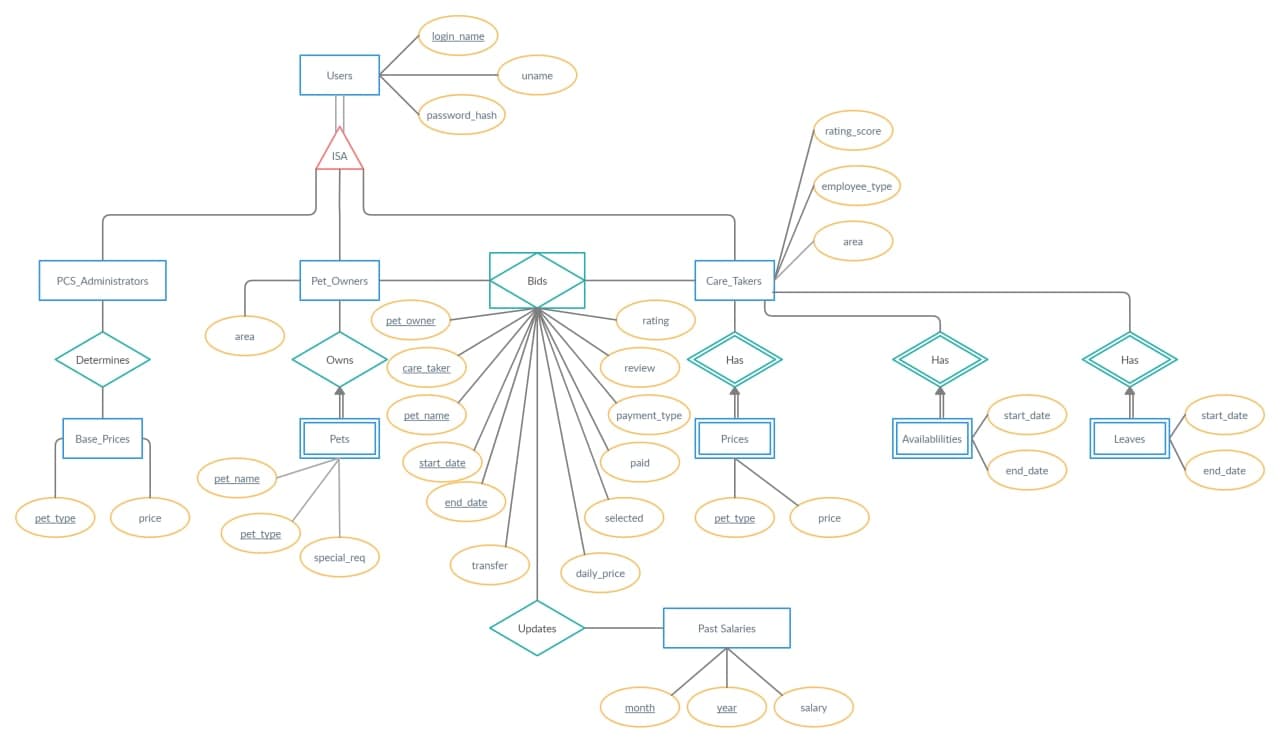 login_name
Users
uname
password_hash
rating_score
ISA
employee_type
area
PCS_Administrators
Pet_Owners
Bids
Care_Takers
pet_owner
rating
area
Determines
Owns
care_taker
review
Has
Has
Has
pet_name
payment_type
start_date
start_date
Base_Prices
Pets
Prices
Availablilities
Leaves
start_date
paid
end_date
end_date
pet_name
end_date
pet_type
price
selected
pet_type
price
pet_type
special_req
transfer
daily_price
Updates
Past Salaries
month
year
salary